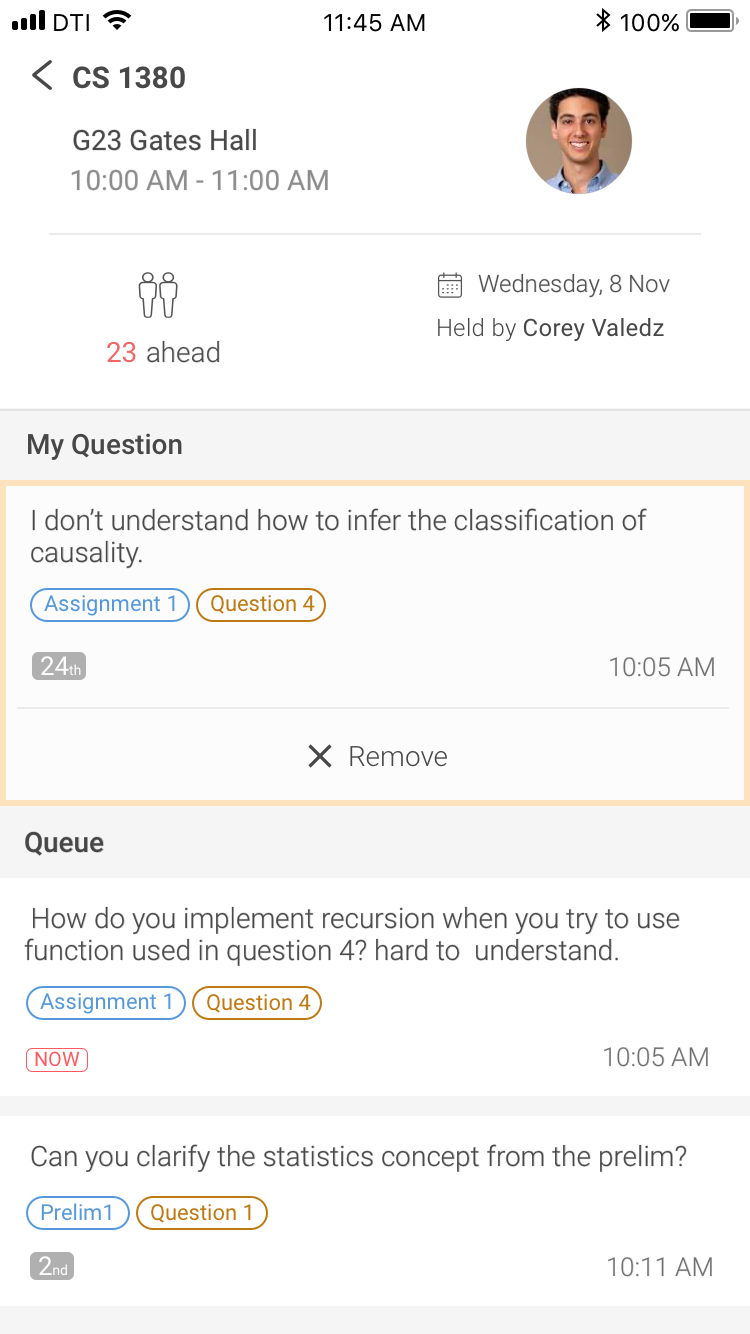 DTI 11:45 AM 100%
CS 1380
G23 Gates Hall
10:00 AM - 11:00 AM
Wednesday, 8 Nov
Held by Corey Valedz
23 ahead
My Question
I don’t understand how to infer the classification of
causality.
Assignment 1 Question 4
24th 10:05 AM
Remove
Queue
How do you implement recursion when you try to use
function used in question 4? hard to understand.
Assignment 1 Question 4
NOW 10:05 AM
Can you clarify the statistics concept from the prelim?
Prelim1 Question 1
2nd 10:11 AM